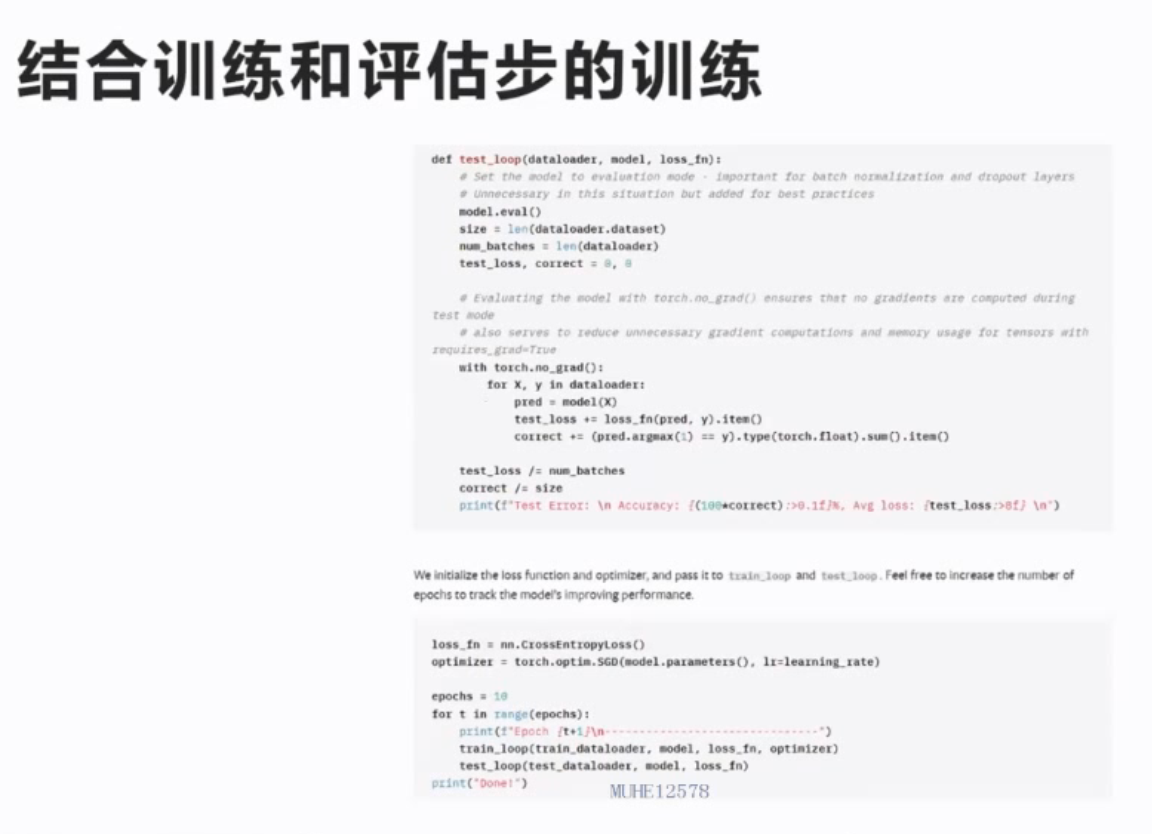 结合训练和评估步的训练
def test_loop(dataloader, model, loss_fn):
# Set the model to evaluation mode - important for batch normalization and dropout layers
# Unnecessary in this situation but added for best practices
model.eval()
size = len(dataloader.dataset)
num_batches = len(dataloader)
test_loss, correct = 0, 0
# Evaluating the model with torch.no_grad() ensures that no gradients are computed during
test mode
# also serves to reduce unnecessary gradient computations and memory usage for tensors with
requires_grad=True
with torch.no_grad():
for X, y in dataloader:
pred = model(X)
test_loss += loss_fn(pred, y).item()
correct += (pred.argmax(1) == y).type(torch.float).sum().item()
test_loss /= num_batches
correct /= size
print(f"Test Error: \n Accuracy: {(100*correct):>0.1f}%, Avg loss: {test_loss:>8f} \n")
We initialize the loss function and optimizer, and pass it to train_loop and test_loop. Feel free to increase the number of
epochs to track the model's improving performance.
loss_fn = nn.CrossEntropyLoss()
optimizer = torch.optim.SGD(model.parameters(), lr=learning_rate)
epochs = 10
for t in range(epochs):
print(f"Epoch {t+1}\n-------------------------------")
train_loop(train_dataloader, model, loss_fn, optimizer)
test_loop(test_dataloader, model, loss_fn)
print("Done!")
MUHE12578